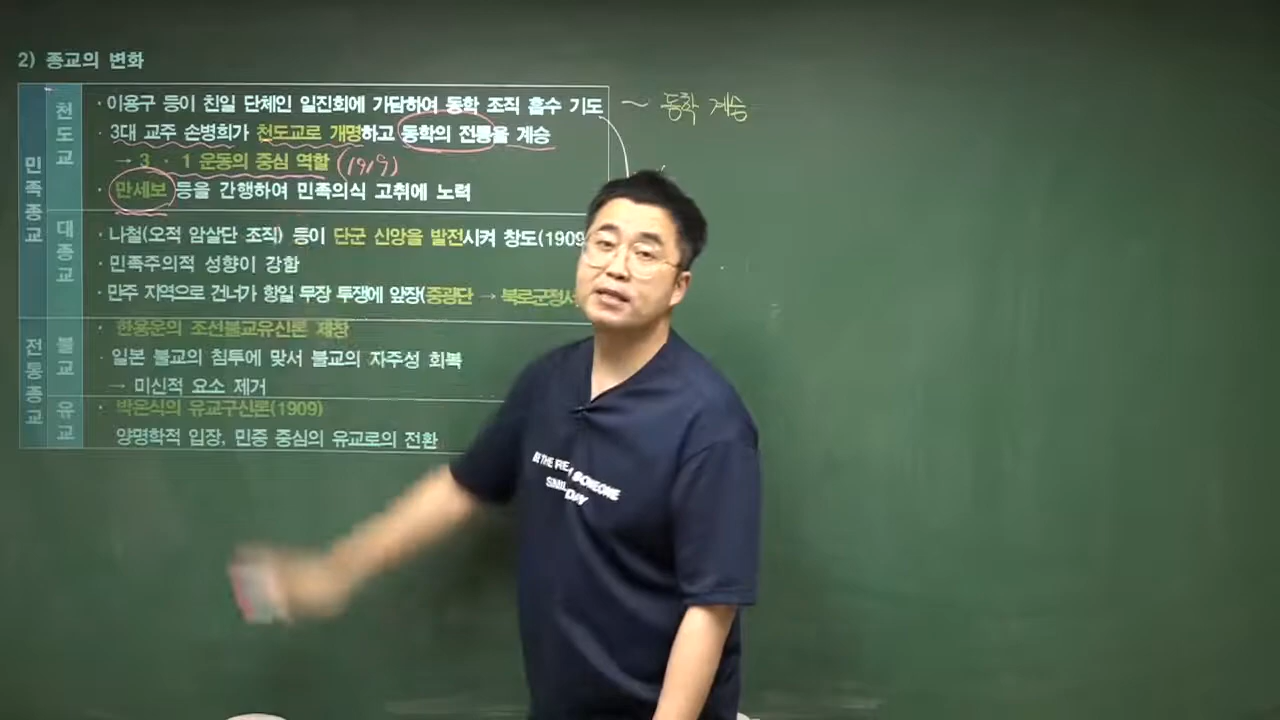 2) 종교의 변화
민족종교
천도교
· 이용구 등이 친일 단체인 일진회에 가담하여 동학 조직 흡수 기도 ~ 동학 계승
· 3대 교주 손병희가 천도교로 개명하고 동학의 전통을 계승
→ 3 · 1 운동의 중심 역할 (1919)
· 만세보 등을 간행하여 민족의식 고취에 노력
대종교
· 나철(오적 암살단 조직) 등이 단군 신앙을 발전시켜 창도(1909
· 민족주의적 성향이 강함
· 만주 지역으로 건너가 항일 무장 투쟁에 앞장(중광단 → 북로군정서
전통종교
불교
· 한용운의 조선불교유신론 제창
· 일본 불교의 침투에 맞서 불교의 자주성 회복
→ 미신적 요소 제거
유교
· 박은식의 유교구신론(1909)
양명학적 입장, 민중 중심의 유교로의 전환
SOMEONE
DAY